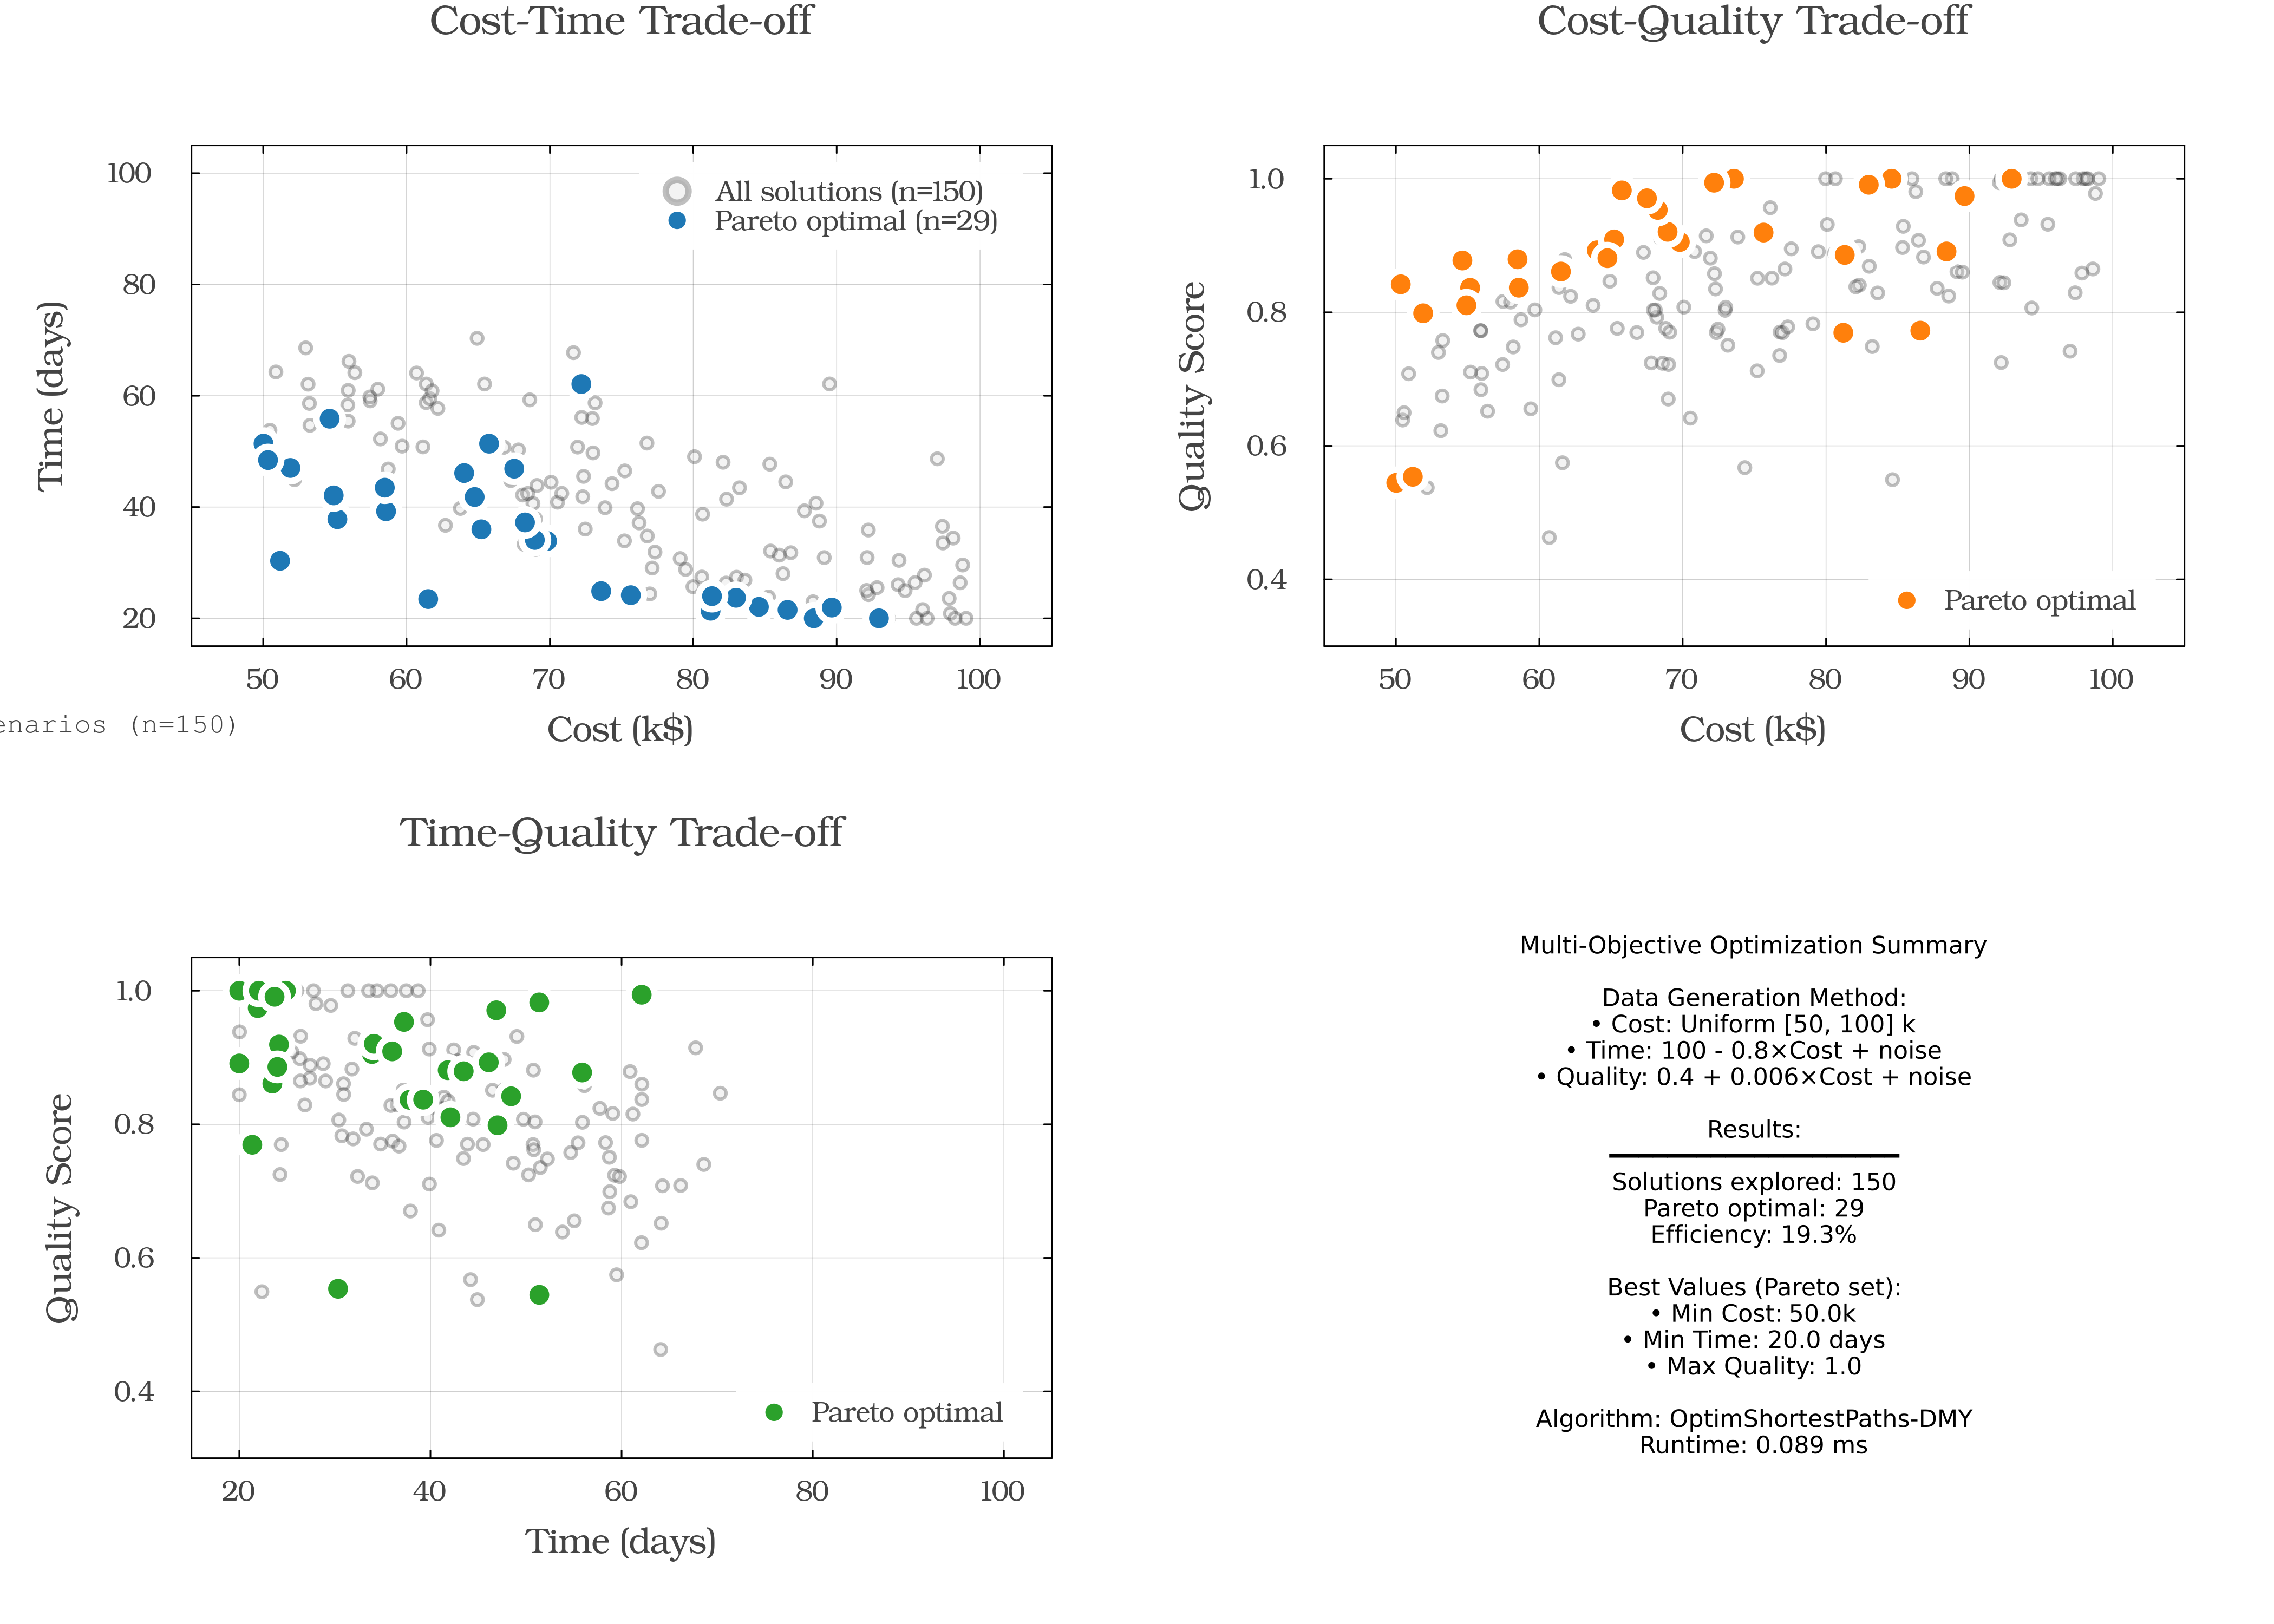 Cost-Time Trade-off
100
80
60
40
20
Time (days)
All solutions (n=150)
Pareto optimal (n=29)
50 60 70 80 90 100
Cost (k$)
enarios (n=150)
Cost-Quality Trade-off
1.0
0.8
0.6
0.4
Quality Score
Pareto optimal
50 60 70 80 90 100
Cost (k$)
Time-Quality Trade-off
1.0
0.8
0.6
0.4
Quality Score
Pareto optimal
20 40 60 80 100
Time (days)
Multi-Objective Optimization Summary
Data Generation Method:
• Cost: Uniform [50, 100] k
• Time: 100 - 0.8×Cost + noise
• Quality: 0.4 + 0.006×Cost + noise
Results:
Solutions explored: 150
Pareto optimal: 29
Efficiency: 19.3%
Best Values (Pareto set):
• Min Cost: 50.0k
• Min Time: 20.0 days
• Max Quality: 1.0
Algorithm: OptimShortestPaths-DMY
Runtime: 0.089 ms